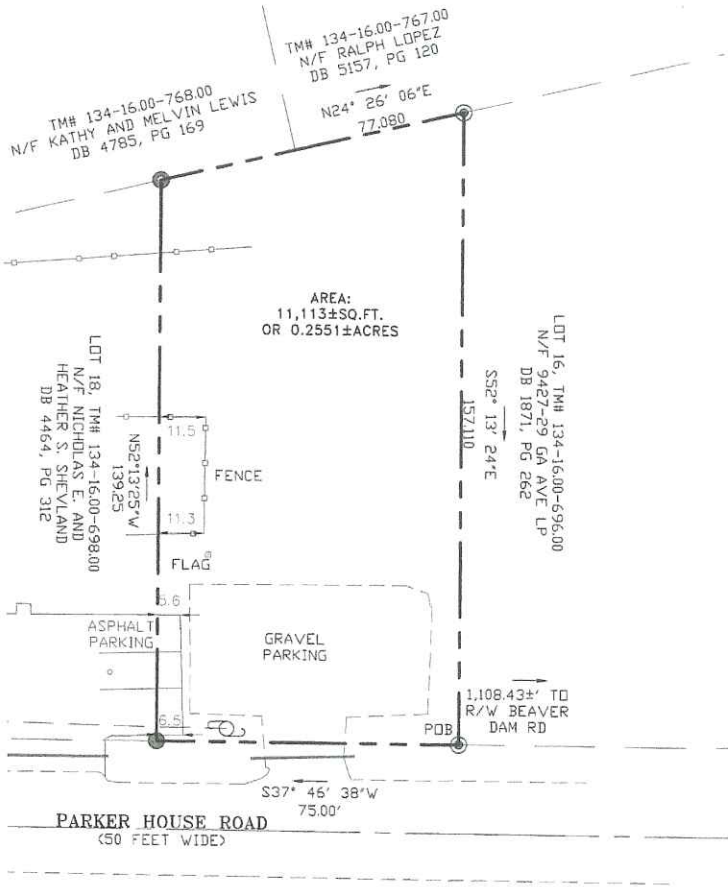 TM# 134-16.00-767.00
N/F RALPH LOPEZ
DB 5157, PG 120
TM# 134-16.00-768.00
N/F KATHY AND MELVIN LEWIS
DB 4785, PG 169
N24° 26' 06"E
77.080
AREA:
11,113±SQ.FT.
OR 0.2551±ACRES
LOT 16, TM# 134-16.00-696.00
N/F 9427-29 GA AVE LP
DB 1871, PG 262
S52° 13' 24"E
157.110
LOT 18, TM# 134-16.00-698.00
N/F NICHOLAS E. AND
HEATHER S. SHEVLAND
DB 4464, PG 312
N52°13'25"W
139.25
11.5
FENCE
11.3
FLAG
5.6
ASPHALT
PARKING
GRAVEL
PARKING
6.5
POB
1,108.43±' TO
R/W BEAVER
DAM RD
S37° 46' 38"W
75.00'
PARKER HOUSE ROAD
(50 FEET WIDE)